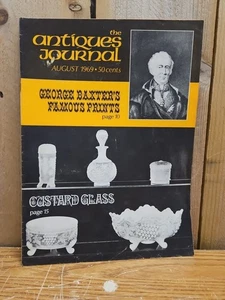 the
antiques
journal
AUGUST 1969 • 50 cents
GEORGE BAXTER'S
FAMOUS PRINTS
page 10
CUSTARD GLASS
page 15